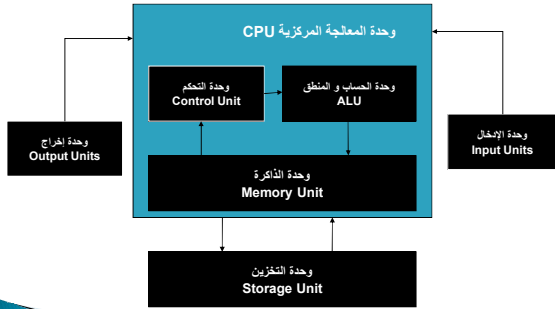 وحدة المعالجة المركزية CPU
وحدة التحكم
Control Unit
وحدة الحساب و المنطق
ALU
وحدة إخراج
Output Units
وحدة الإدخال
Input Units
وحدة الذاكرة
Memory Unit
وحدة التخزين
Storage Unit